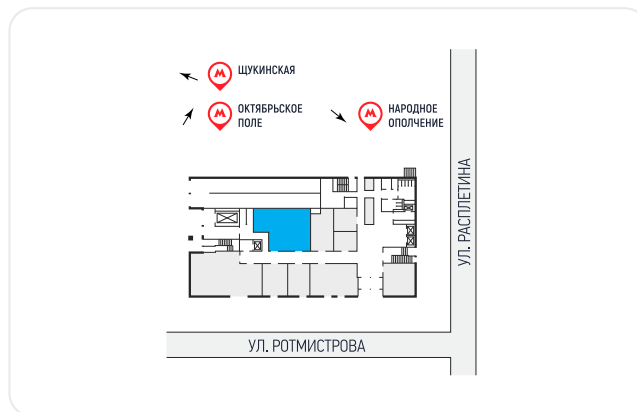 ЩУКИНСКАЯ
ОКТЯБРЬСКОЕ
ПОЛЕ
НАРОДНОЕ
ОПОЛЧЕНИЕ
УЛ. РАСПЛЕТИНА
УЛ. РОТМИСТРОВА